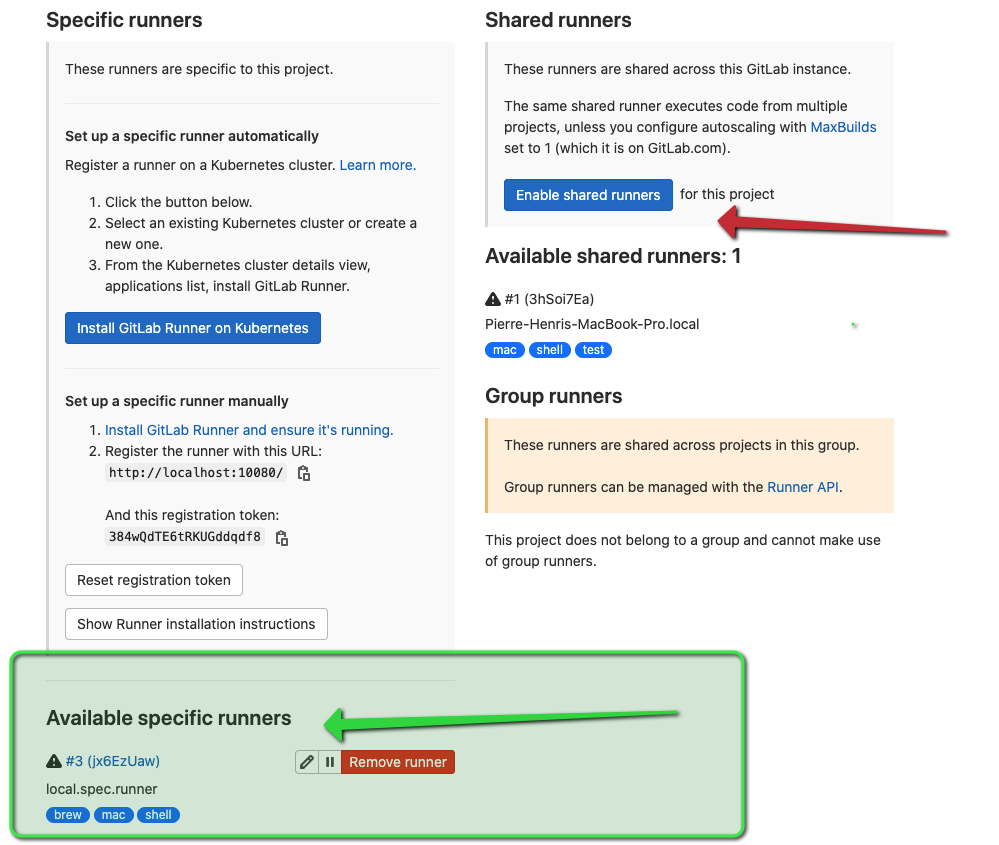 Specific runners
These runners are specific to this project.
Set up a specific runner automatically
Register a runner on a Kubernetes cluster. Learn more.
1. Click the button below.
2. Select an existing Kubernetes cluster or create a
new one.
3. From the Kubernetes cluster details view,
applications list, install GitLab Runner.
Install GitLab Runner on Kubernetes
Set up a specific runner manually
1. Install GitLab Runner and ensure it's running.
2. Register the runner with this URL:
http://localhost:10080/
And this registration token:
384wQdTE6tRKUGddqdf8
Reset registration token
Show Runner installation instructions
Available specific runners
#3 (jx6EzUaw)
Remove runner
local.spec.runner
brew mac shell
Shared runners
These runners are shared across this GitLab instance.
The same shared runner executes code from multiple
projects, unless you configure autoscaling with MaxBuilds
set to 1 (which it is on GitLab.com).
Enable shared runners for this project
Available shared runners: 1
#1 (3hSoi7Ea)
Pierre-Henris-MacBook-Pro.local
mac shell test
Group runners
These runners are shared across projects in this group.
Group runners can be managed with the Runner API.
This project does not belong to a group and cannot make use
of group runners.